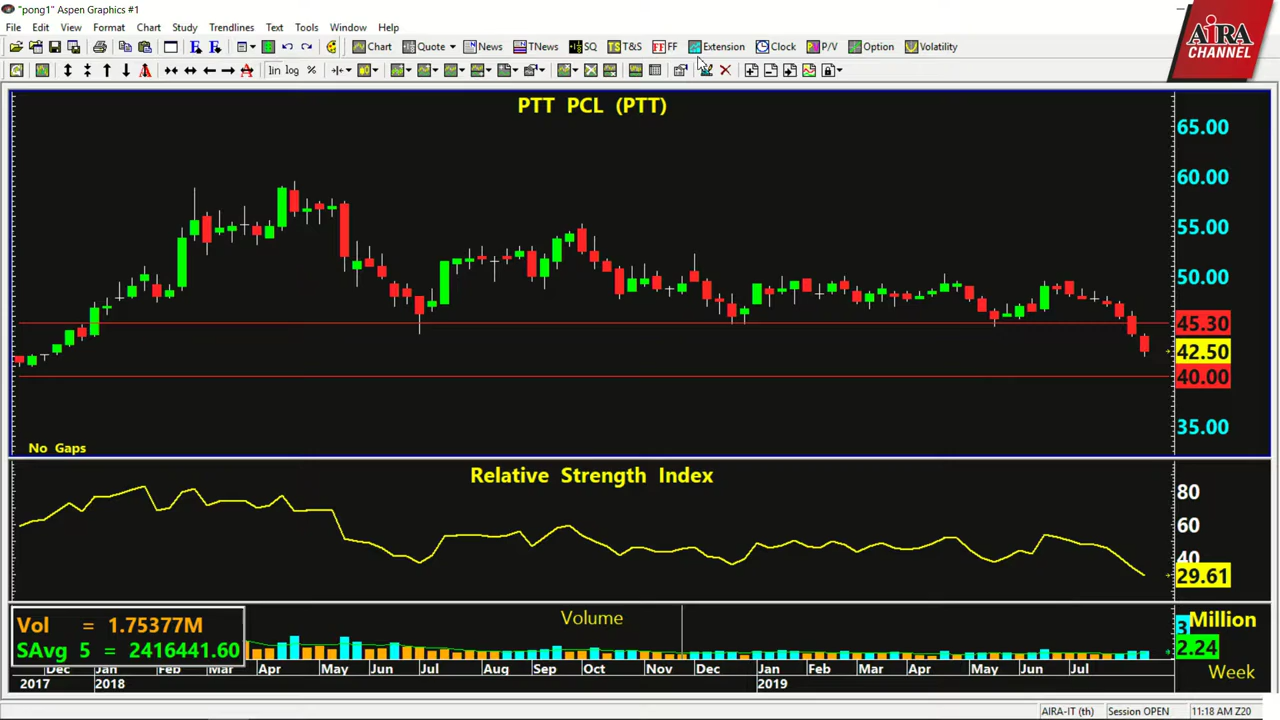 "pong1" Aspen Graphics #1
File Edit View Format Chart Study Trendlines Text Tools Window Help
Chart Quote News TNews SQ TS T&S FF FF Extension Clock P/V Option Volatility
lin log %
AiRA
CHANNEL
PTT PCL (PTT)
65.00
60.00
55.00
50.00
45.30
42.50
40.00
35.00
No Gaps
Relative Strength Index
80
60
40
29.61
Volume
Vol = 1.75377M
SAvg 5 = 2416441.60
3 Million
2.24
Week
Dec Jan Feb Mar Apr May Jun Jul Aug Sep Oct Nov Dec Jan Feb Mar Apr May Jun Jul
2017 2018 2019
AIRA-IT (th) Session OPEN 11:18 AM Z20